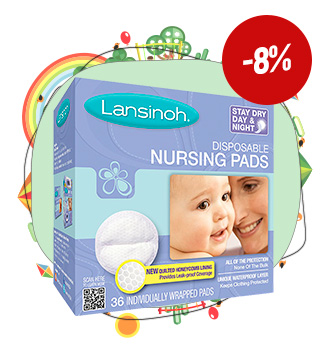 -8%
Lansinoh.
STAY DRY
DAY &
NIGHT
DISPOSABLE
NURSING PADS
NEW QUILTED HONEYCOMB LINING
Provides Leak-proof Coverage
ALL OF THE PROTECTION
None Of The Bulk
UNIQUE WATERPROOF LAYER
Keeps Clothing Protected
SCAN HERE
36 INDIVIDUALLY WRAPPED PADS